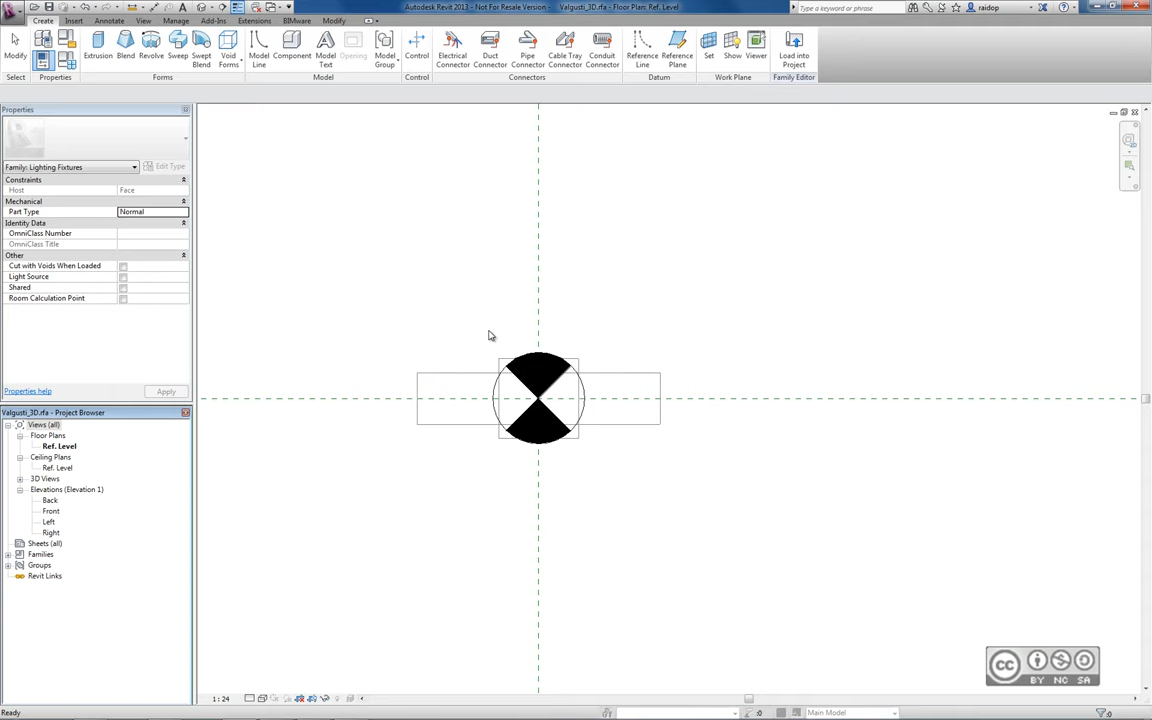 Autodesk Revit 2013 - Not For Resale Version - Valgusti_3D.rfa - Floor Plan: Ref. Level
Type a keyword or phrase
raidop
Create Insert Annotate View Manage Add-Ins Extensions BIMware Modify
Modify
Extrusion Blend Revolve Sweep Swept Blend Void Forms
Model Line Component Model Text Opening Model Group
Control
Electrical Connector Duct Connector Pipe Connector Cable Tray Connector Conduit Connector
Reference Line Reference Plane
Set Show Viewer
Load into Project
Select Properties Forms Model Control Connectors Datum Work Plane Family Editor
Properties
Family: Lighting Fixtures
Edit Type
Constraints
Host Face
Mechanical
Part Type Normal
Identity Data
OmniClass Number
OmniClass Title
Other
Cut with Voids When Loaded
Light Source
Shared
Room Calculation Point
Properties help
Apply
Valgusti_3D.rfa - Project Browser
Views (all)
Floor Plans
Ref. Level
Ceiling Plans
Ref. Level
3D Views
Elevations (Elevation 1)
Back
Front
Left
Right
Sheets (all)
Families
Groups
Revit Links
cc
BY NC SA
1 : 24
Ready
:0
Main Model
:0